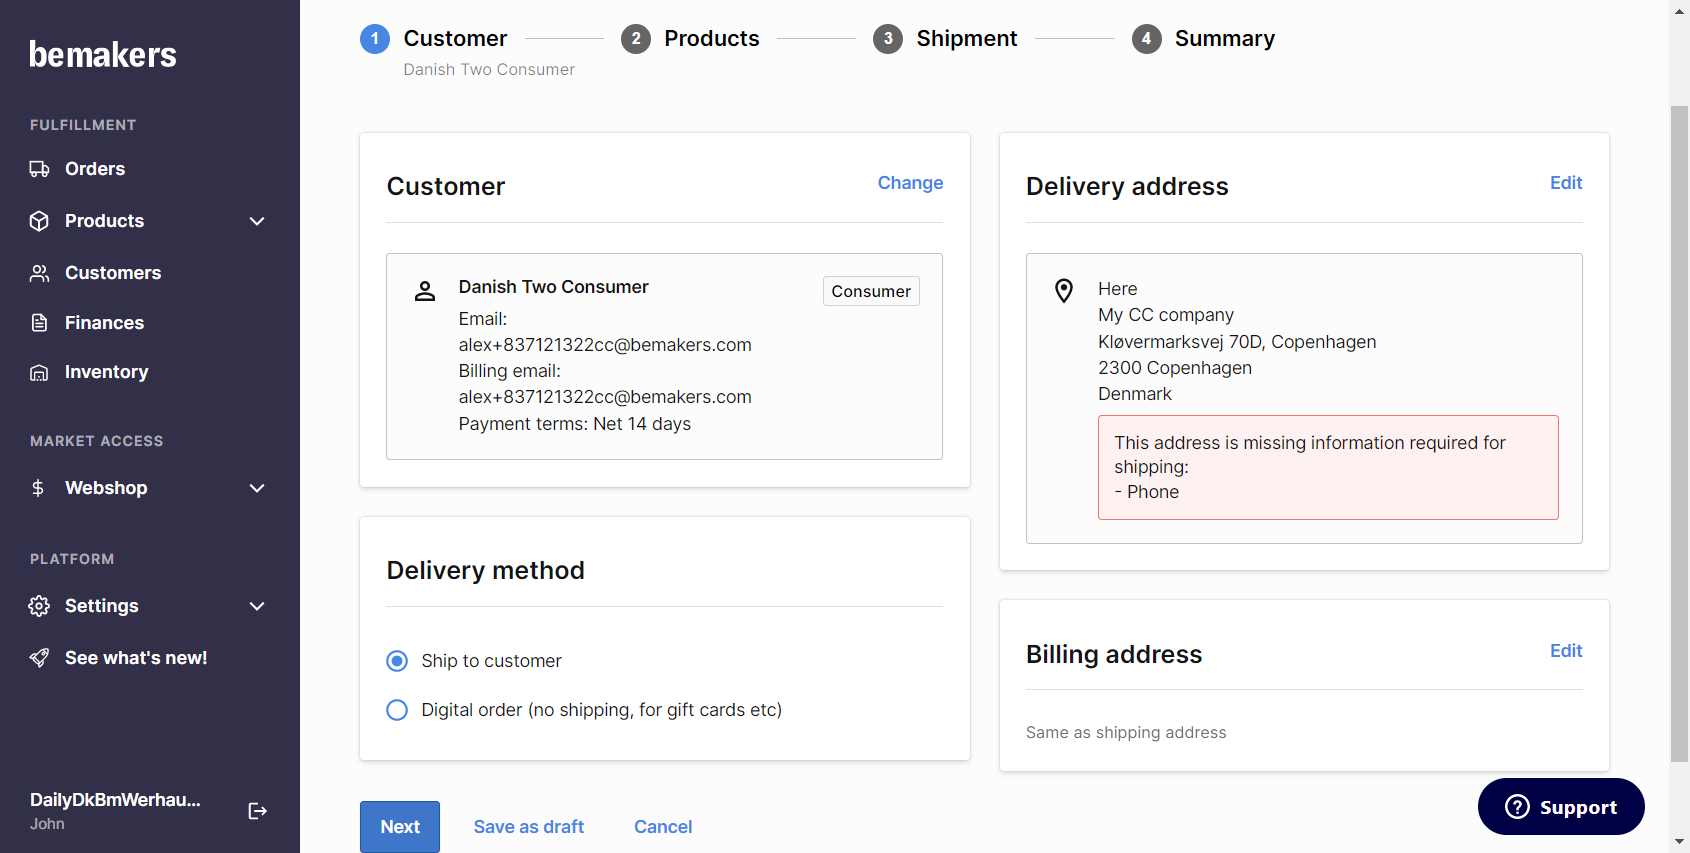 bemakers
FULFILLMENT
Orders
Products
Customers
Finances
Inventory
MARKET ACCESS
Webshop
PLATFORM
Settings
See what's new!
DailyDkBmWerhau...
John
1 Customer
Danish Two Consumer
2 Products
3 Shipment
4 Summary
Customer
Change
Danish Two Consumer
Consumer
Email:
alex+837121322cc@bemakers.com
Billing email:
alex+837121322cc@bemakers.com
Payment terms: Net 14 days
Delivery method
Ship to customer
Digital order (no shipping, for gift cards etc)
Delivery address
Edit
Here
My CC company
Kløvermarksvej 70D, Copenhagen
2300 Copenhagen
Denmark
This address is missing information required for
shipping:
- Phone
Billing address
Edit
Same as shipping address
Next
Save as draft
Cancel
Support